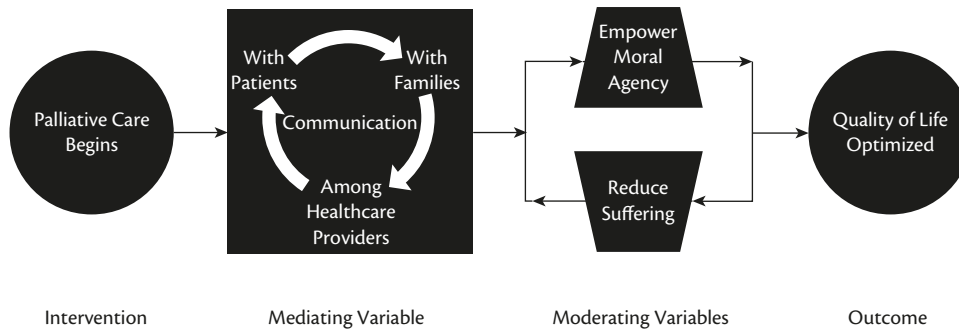 Palliative Care
Begins
With
Patients
With
Families
Communication
Among
Healthcare
Providers
Empower
Moral
Agency
Reduce
Suffering
Quality of Life
Optimized
Intervention
Mediating Variable
Moderating Variables
Outcome